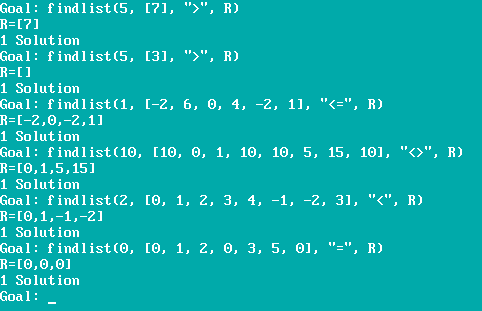 Goal: findlist(5, [7], ">", R)
R=[7]
1 Solution
Goal: findlist(5, [3], ">", R)
R=[]
1 Solution
Goal: findlist(1, [-2, 6, 0, 4, -2, 1], "<=", R)
R=[-2,0,-2,1]
1 Solution
Goal: findlist(10, [10, 0, 1, 10, 10, 5, 15, 10], "<>", R)
R=[0,1,5,15]
1 Solution
Goal: findlist(2, [0, 1, 2, 3, 4, -1, -2, 3], "<", R)
R=[0,1,-1,-2]
1 Solution
Goal: findlist(0, [0, 1, 2, 0, 3, 5, 0], "=", R)
R=[0,0,0]
1 Solution
Goal: _